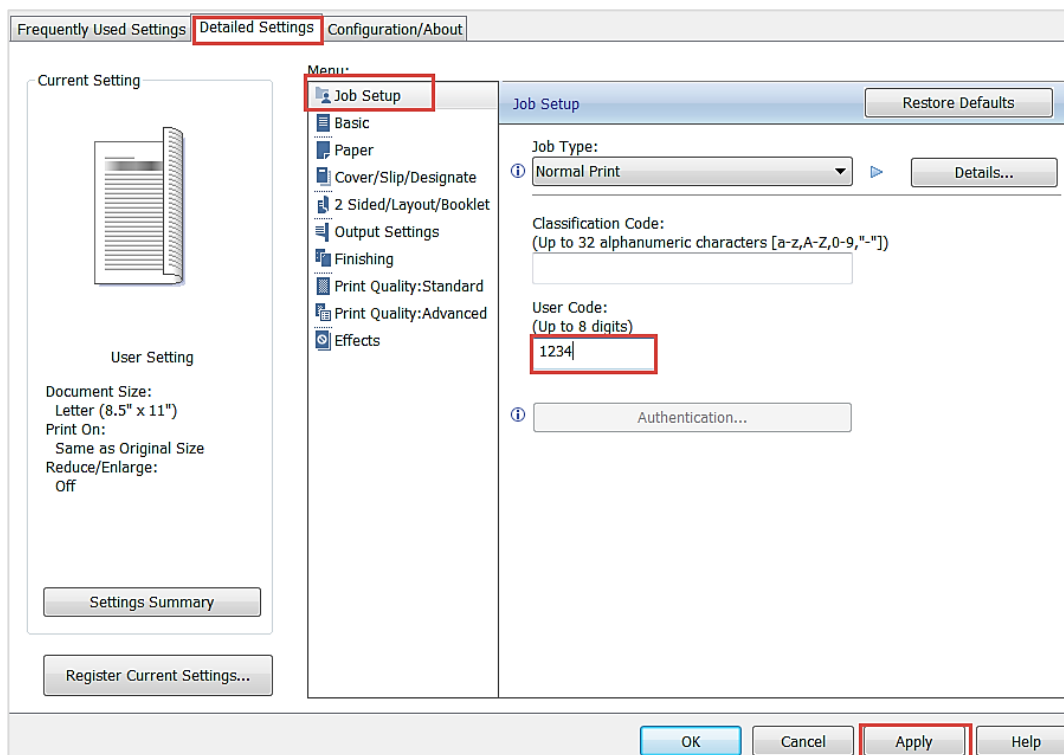 Frequently Used Settings
Detailed Settings
Configuration/About
Current Setting
User Setting
Document Size:
Letter (8.5" x 11")
Print On:
Same as Original Size
Reduce/Enlarge:
Off
Settings Summary
Register Current Settings...
Menu:
Job Setup
Basic
Paper
Cover/Slip/Designate
2 Sided/Layout/Booklet
Output Settings
Finishing
Print Quality:Standard
Print Quality:Advanced
Effects
Job Setup
Restore Defaults
Job Type:
Normal Print
Details...
Classification Code:
(Up to 32 alphanumeric characters [a-z,A-Z,0-9,"-"])
User Code:
(Up to 8 digits)
1234
Authentication...
OK
Cancel
Apply
Help